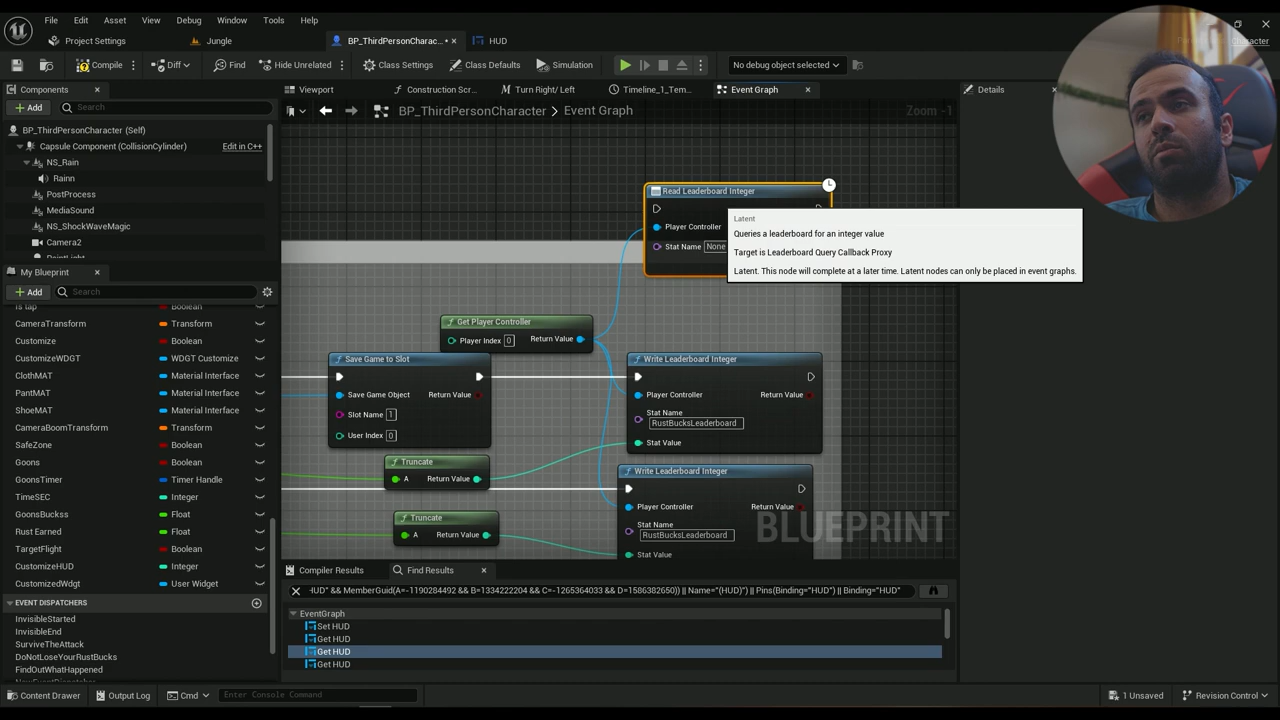 File Edit Asset View Debug Window Tools Help
Project Settings Jungle BP_ThirdPersonCharac... • HUD
Compile Diff Find Hide Unrelated Class Settings Class Defaults Simulation No debug object selected
Components Viewport Construction Scr... Turn Right/ Left Timeline_1_Tem... Event Graph Details
Add Search
BP_ThirdPersonCharacter > Event Graph Zoom -1
BP_ThirdPersonCharacter (Self)
Capsule Component (CollisionCylinder) Edit in C++
NS_Rain
Rainn
PostProcess
MediaSound
NS_ShockWaveMagic
Camera2
My Blueprint
Add Search
Boolean
CameraTransform Transform
Customize Boolean
CustomizeWDGT WDGT Customize
ClothMAT Material Interface
PantMAT Material Interface
ShoeMAT Material Interface
CameraBoomTransform Transform
SafeZone Boolean
Goons Boolean
GoonsTimer Timer Handle
TimeSEC Integer
GoonsBuckss Float
Rust Earned Float
TargetFlight Boolean
CustomizeHUD Integer
CustomizedWdgt User Widget
EVENT DISPATCHERS
InvisibleStarted
InvisibleEnd
SurviveTheAttack
DoNotLoseYourRustBucks
FindOutWhatHappened
Read Leaderboard Integer
Player Controller
Stat Name None
Latent
Queries a leaderboard for an integer value
Target is Leaderboard Query Callback Proxy
Latent. This node will complete at a later time. Latent nodes can only be placed in event graphs.
Get Player Controller
Player Index 0 Return Value
Save Game to Slot
Save Game Object Return Value
Slot Name 1
User Index 0
Write Leaderboard Integer
Player Controller Return Value
Stat Name
RustBucksLeaderboard
Stat Value
Truncate
A Return Value
Write Leaderboard Integer
Player Controller Return Value
Stat Name
RustBucksLeaderboard
Stat Value
Truncate
A Return Value
BLUEPRINT
Compiler Results Find Results
HUD" && MemberGuid(A=-1190284492 && B=1334222204 && C=-1265364033 && D=1586382650)) || Name="(HUD)") || Pins(Binding="HUD") || Binding="HUD"
EventGraph
Set HUD
Get HUD
Get HUD
Get HUD
Content Drawer Output Log Cmd Enter Console Command 1 Unsaved Revision Control